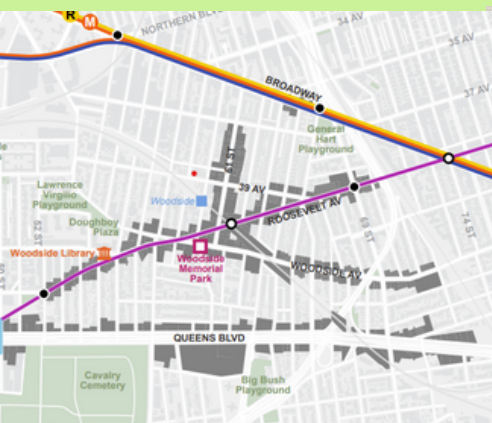 R
M
NORTHERN BLV
34 AV
35 AV
BROADWAY
37 AV
General
Hart
Playground
61 ST
39 AV
Lawrence
Virgilio
Playground
Woodside
ROOSEVELT AV
52 ST
Doughboy
Plaza
69 ST
74 ST
Woodside Library
Woodside
Memorial
Park
WOODSIDE AV
QUEENS BLVD
Cavalry
Cemetery
Big Bush
Playground